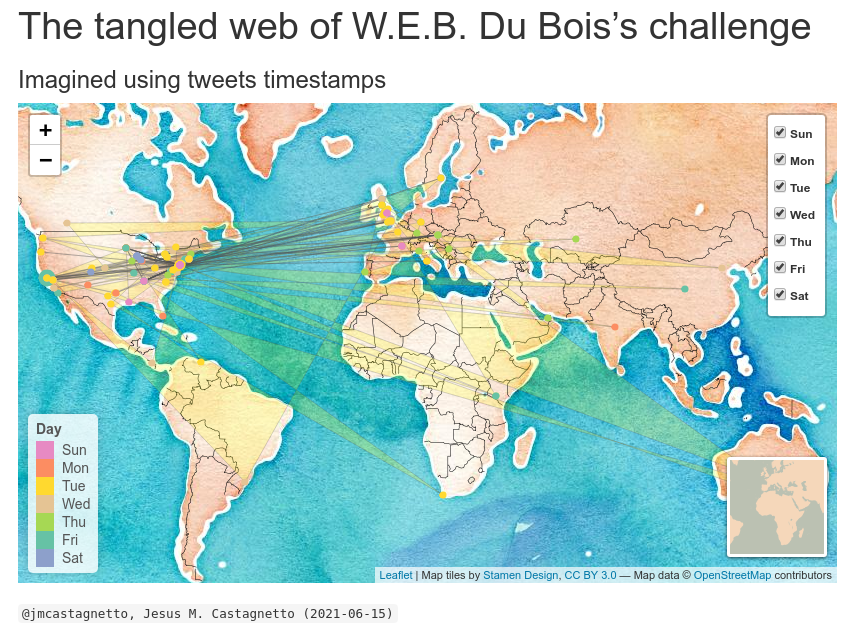 The tangled web of W.E.B. Du Bois’s challenge
Imagined using tweets timestamps
+
−
Sun
Mon
Tue
Wed
Thu
Fri
Sat
Day
Sun
Mon
Tue
Wed
Thu
Fri
Sat
Leaflet | Map tiles by Stamen Design, CC BY 3.0 — Map data © OpenStreetMap contributors
@jmcastagnetto, Jesus M. Castagnetto (2021-06-15)